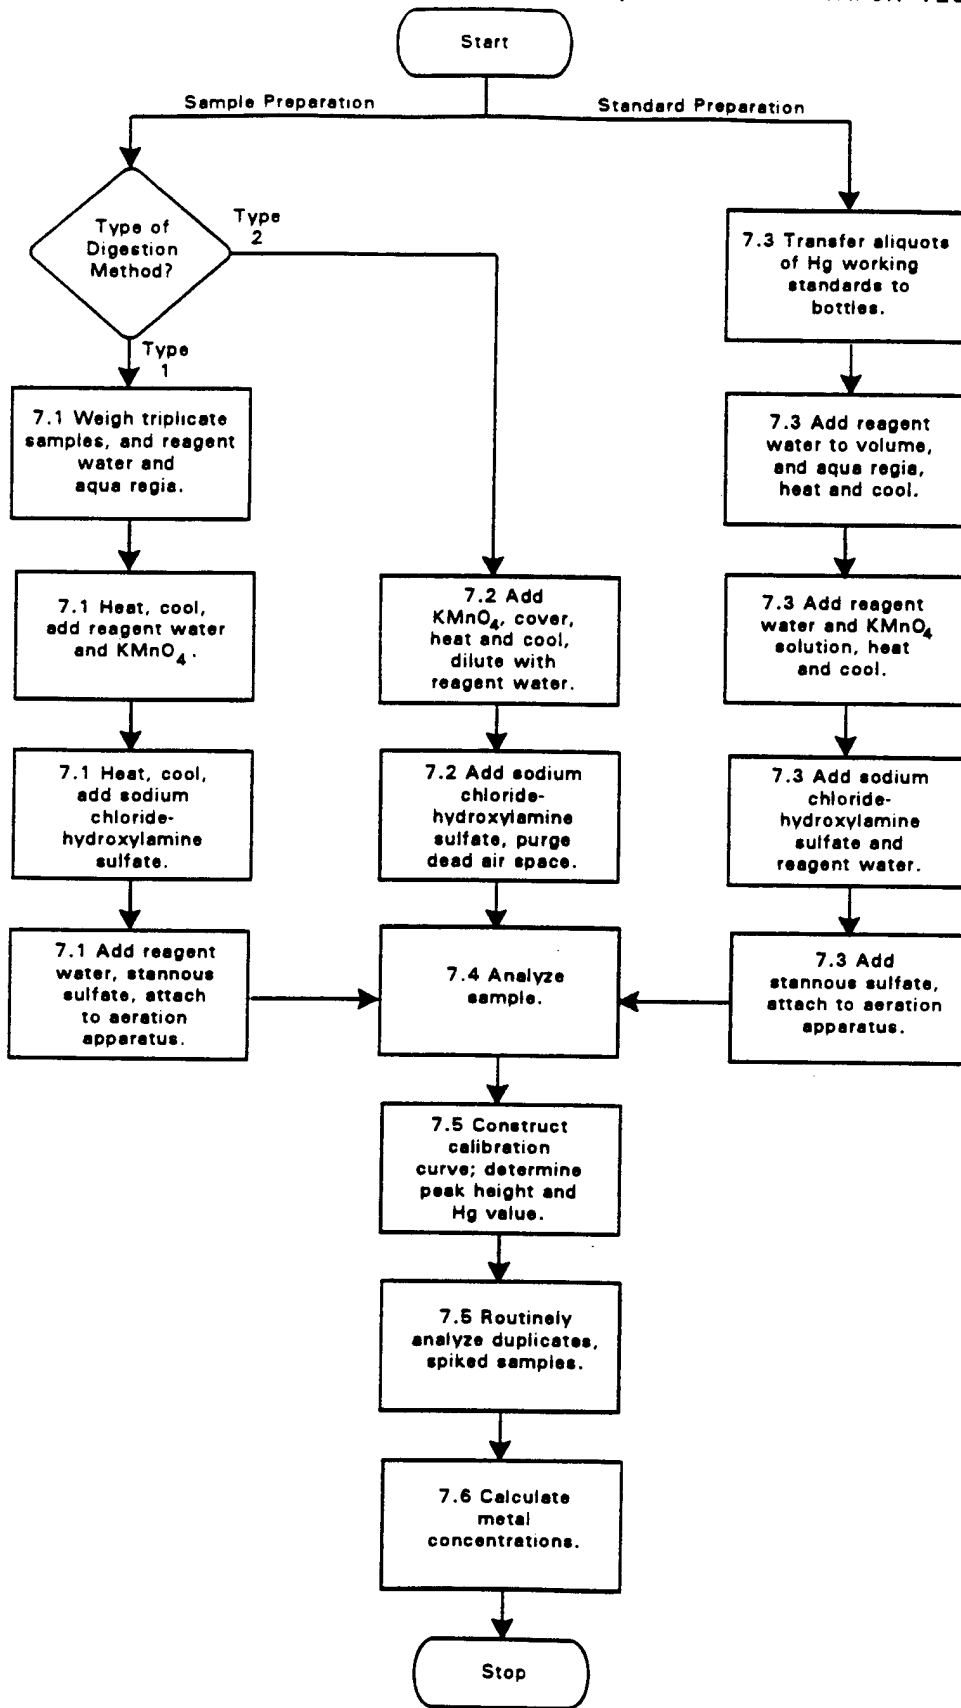 Start
Sample Preparation
Standard Preparation
Type of
Digestion
Method?
Type
2
Type
1
7.3 Transfer aliquots
of Hg working
standards to
bottles.
7.1 Weigh triplicate
samples, and reagent
water and
aqua regia.
7.3 Add reagent
water to volume,
and aqua regia,
heat and cool.
7.1 Heat, cool,
add reagent water
and KMnO4.
7.2 Add
KMnO4, cover,
heat and cool,
dilute with
reagent water.
7.3 Add reagent
water and KMnO4
solution, heat
and cool.
7.1 Heat, cool,
add sodium
chloride-
hydroxylamine
sulfate.
7.2 Add sodium
chloride-
hydroxylamine
sulfate, purge
dead air space.
7.3 Add sodium
chloride-
hydroxylamine
sulfate and
reagent water.
7.1 Add reagent
water, stannous
sulfate, attach
to aeration
apparatus.
7.4 Analyze
sample.
7.3 Add
stannous sulfate,
attach to aeration
apparatus.
7.5 Construct
calibration
curve; determine
peak height and
Hg value.
7.5 Routinely
analyze duplicates,
spiked samples.
7.6 Calculate
metal
concentrations.
Stop